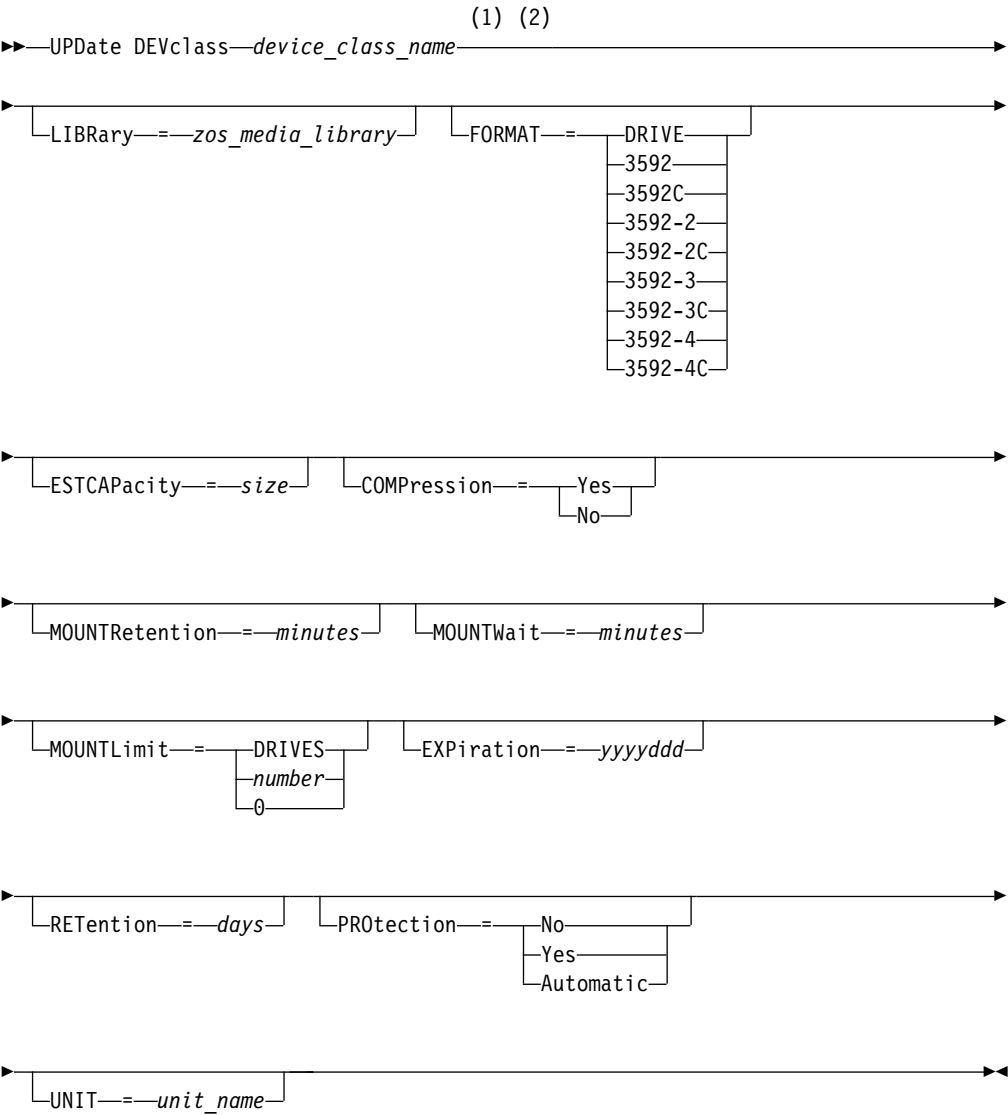 (1) (2)
UPDate DEVclass device_class_name
LIBRary = zos_media_library FORMAT = DRIVE
3592
3592C
3592-2
3592-2C
3592-3
3592-3C
3592-4
3592-4C
ESTCAPacity = size COMPression = Yes
No
MOUNTRetention = minutes MOUNTWait = minutes
MOUNTLimit = DRIVES EXPiration = yyyyddd
number
0
RETention = days PROtection = No
Yes
Automatic
UNIT = unit_name